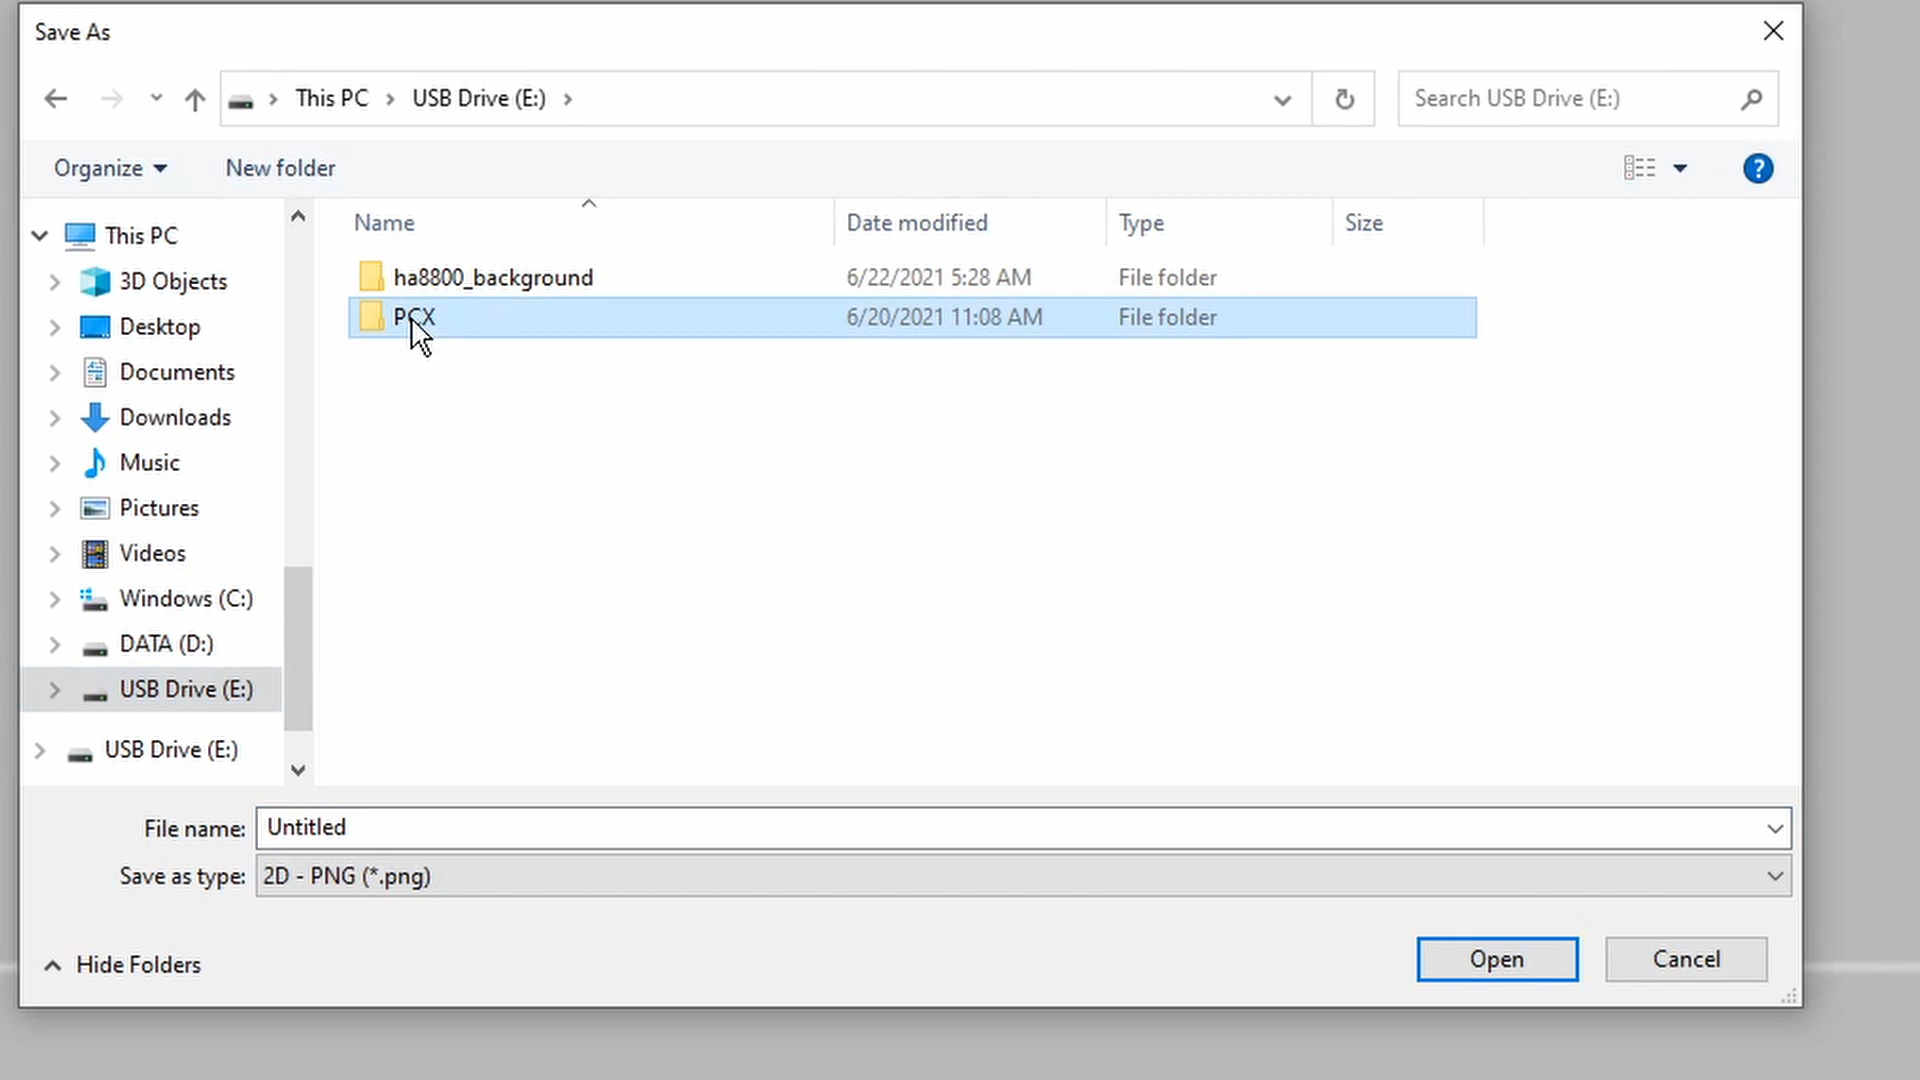 Save As
This PC
USB Drive (E:)
Search USB Drive (E:)
Organize
New folder
?
Name
Date modified
Type
Size
ha8800_background
6/22/2021 5:28 AM
File folder
PCX
6/20/2021 11:08 AM
File folder
This PC
3D Objects
Desktop
Documents
Downloads
Music
Pictures
Videos
Windows (C:)
DATA (D:)
USB Drive (E:)
USB Drive (E:)
File name:
Untitled
Save as type:
2D - PNG (*.png)
Hide Folders
Open
Cancel